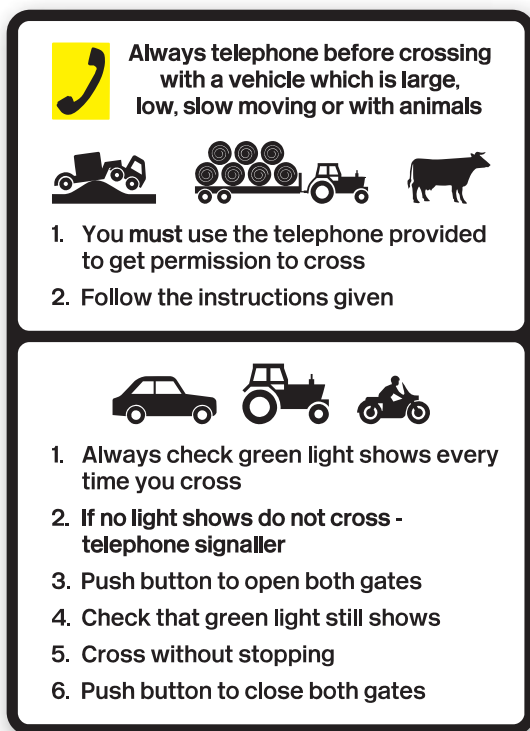 Always telephone before crossing
with a vehicle which is large,
low, slow moving or with animals
1. You must use the telephone provided
to get permission to cross
2. Follow the instructions given
1. Always check green light shows every
time you cross
2. If no light shows do not cross -
telephone signaller
3. Push button to open both gates
4. Check that green light still shows
5. Cross without stopping
6. Push button to close both gates